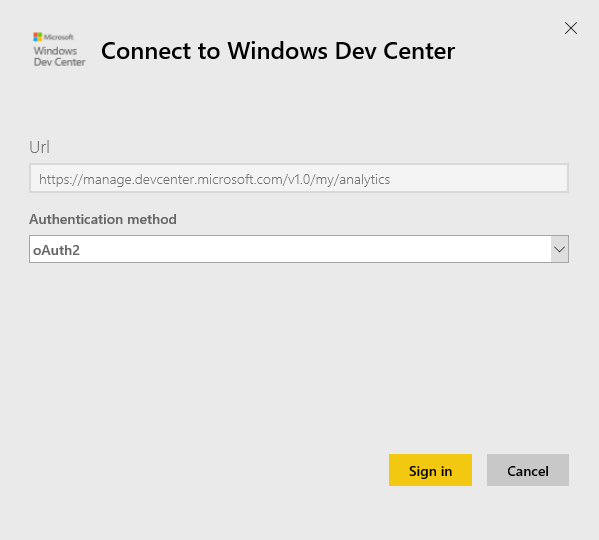 Microsoft
Windows
Dev Center
Connect to Windows Dev Center
Url
https://manage.devcenter.microsoft.com/v1.0/my/analytics
Authentication method
oAuth2
Sign in
Cancel